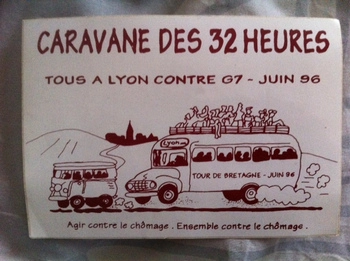 CARAVANE DES 32 HEURES
TOUS A LYON CONTRE G7 - JUIN 96
Lyon
TOUR DE BRETAGNE - JUIN 96
Agir contre le chômage . Ensemble contre le chômage .